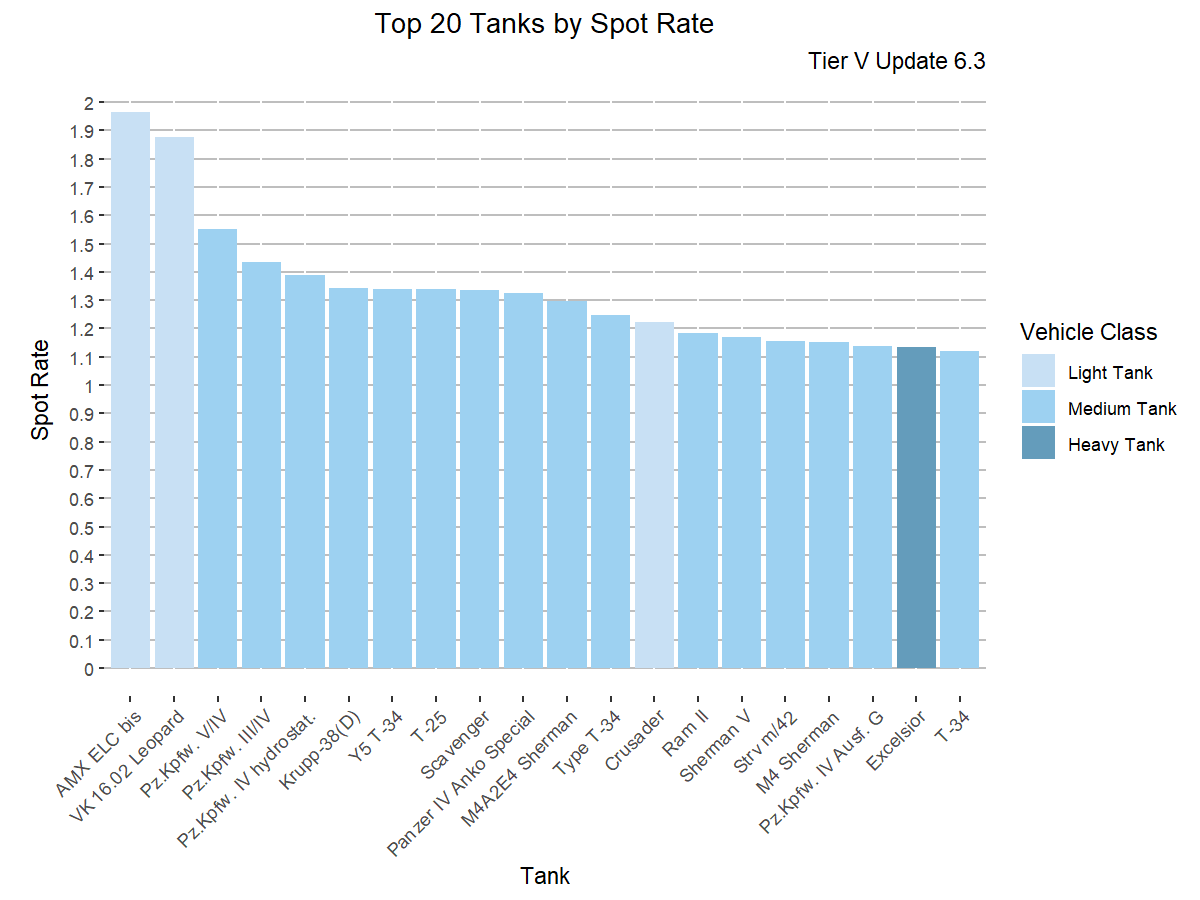 Top 20 Tanks by Spot Rate
Tier V Update 6.3
2
1.9
1.8
1.7
1.6
1.5
1.4
1.3
1.2
1.1
1
0.9
0.8
0.7
0.6
0.5
0.4
0.3
0.2
0.1
0
Spot Rate
AMX ELC bis
VK 16.02 Leopard
Pz.Kpfw. V/IV
Pz.Kpfw. III/IV
Pz.Kpfw. IV hydrostat.
Krupp-38(D)
Y5 T-34
T-25
Scavenger
Panzer IV Anko Special
M4A2E4 Sherman
Type T-34
Crusader
Ram II
Sherman V
Strv m/42
M4 Sherman
Pz.Kpfw. IV Ausf. G
Excelsior
T-34
Tank
Vehicle Class
Light Tank
Medium Tank
Heavy Tank